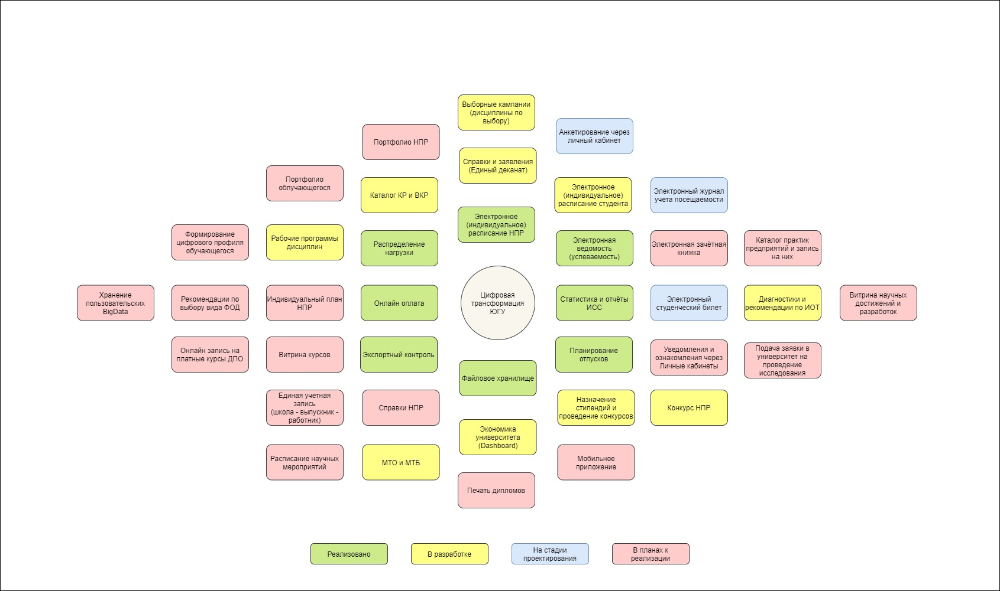 Выборные кампании
(дисциплины по
выбору)
Анкетирование через
личный кабинет
Портфолио НПР
Справки и заявления
(Единый деканат)
Портфолио
облучающегося
Каталог КР и ВКР
Электронное
(индивидуальное)
расписание студента
Электронный журнал
учета посещаемости
Электронное
(индивидуальное)
расписание НПР
Формирование
цифрового профиля
обучающегося
Рабочие программы
дисциплин
Распределение
нагрузки
Электронная
ведомость
(успеваемость)
Электронная зачётная
книжка
Каталог практик
предприятий и запись
на них
Хранение
пользовательских
BigData
Рекомендации по
выбору вида ФОД
Индивидуальный план
НПР
Онлайн оплата
Цифровая
трансформация
ЮГУ
Статистика и отчёты
ИСС
Электронный
студенческий билет
Диагностики и
рекомендации по ИОТ
Витрина научных
достижений и
разработок
Онлайн запись на
платные курсы ДПО
Витрина курсов
Экспортный контроль
Планирование
отпусков
Уведомления и
ознакомления через
Личные кабинеты
Подача заявки в
университет на
проведение
исследования
Файловое хранилище
Единая учетная
запись
(школа - выпускник -
работник)
Справки НПР
Назначение
стипендий и
проведение конкурсов
Конкурс НПР
Экономика
университета
(Dashboard)
Расписание научных
мероприятий
МТО и МТБ
Мобильное
приложение
Печать дипломов
Реализовано
В разработке
На стадии
проектирования
В планах к
реализации